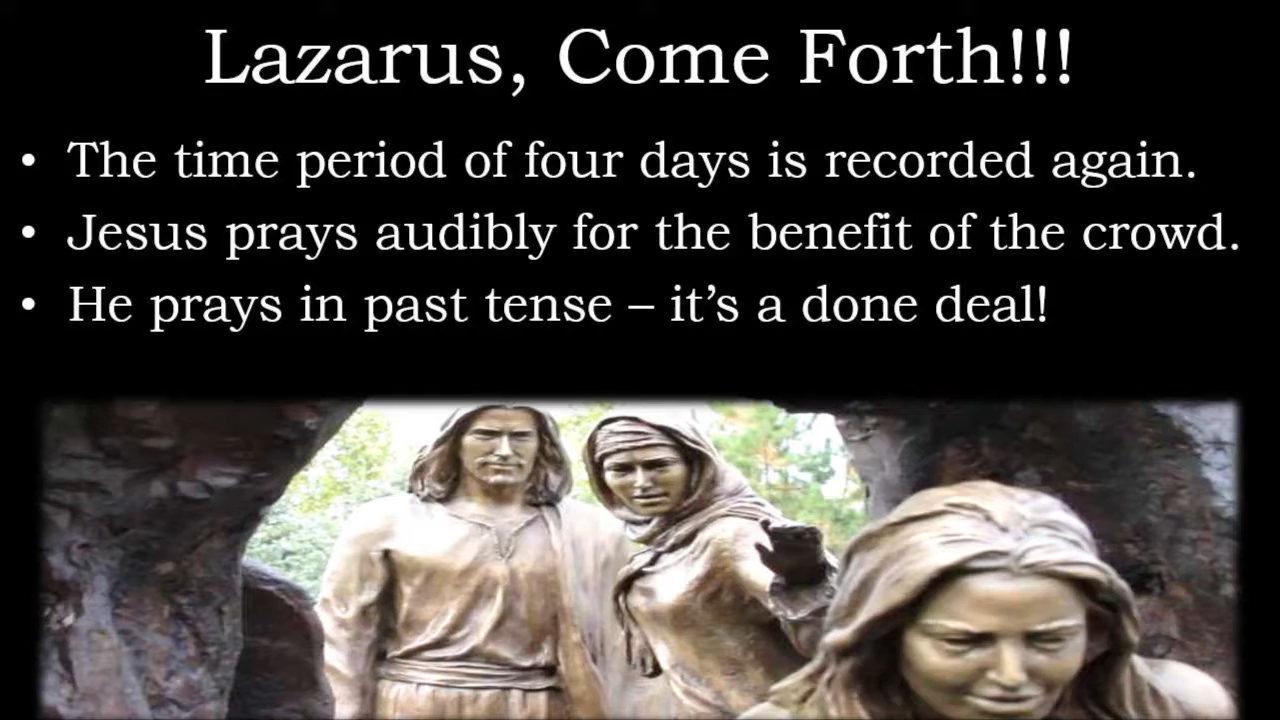 Lazarus, Come Forth!!!
• The time period of four days is recorded again.
• Jesus prays audibly for the benefit of the crowd.
• He prays in past tense – it’s a done deal!